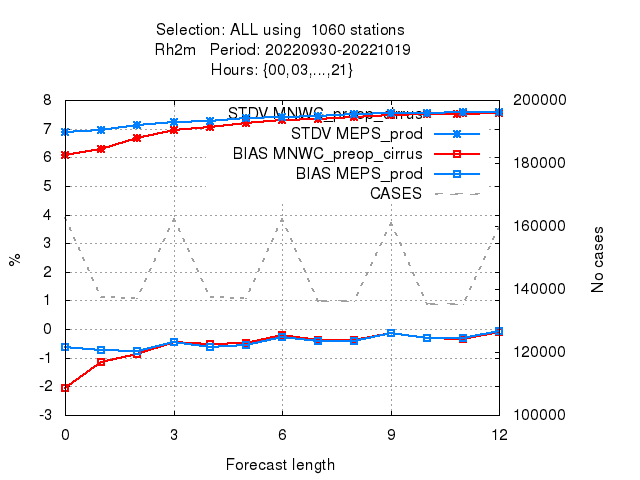 Selection: ALL using  1060 stations
Rh2m   Period: 20220930-20221019
Hours: {00,03,...,21}
8 200000
7 180000
6
5
4 160000
3
2 140000
1
0 120000
-1
-2
-3 100000
STDV MNWC_preop_cirrus
STDV MEPS_prod
BIAS MNWC_preop_cirrus
BIAS MEPS_prod
CASES
%
No cases
0 3 6 9 12
Forecast length